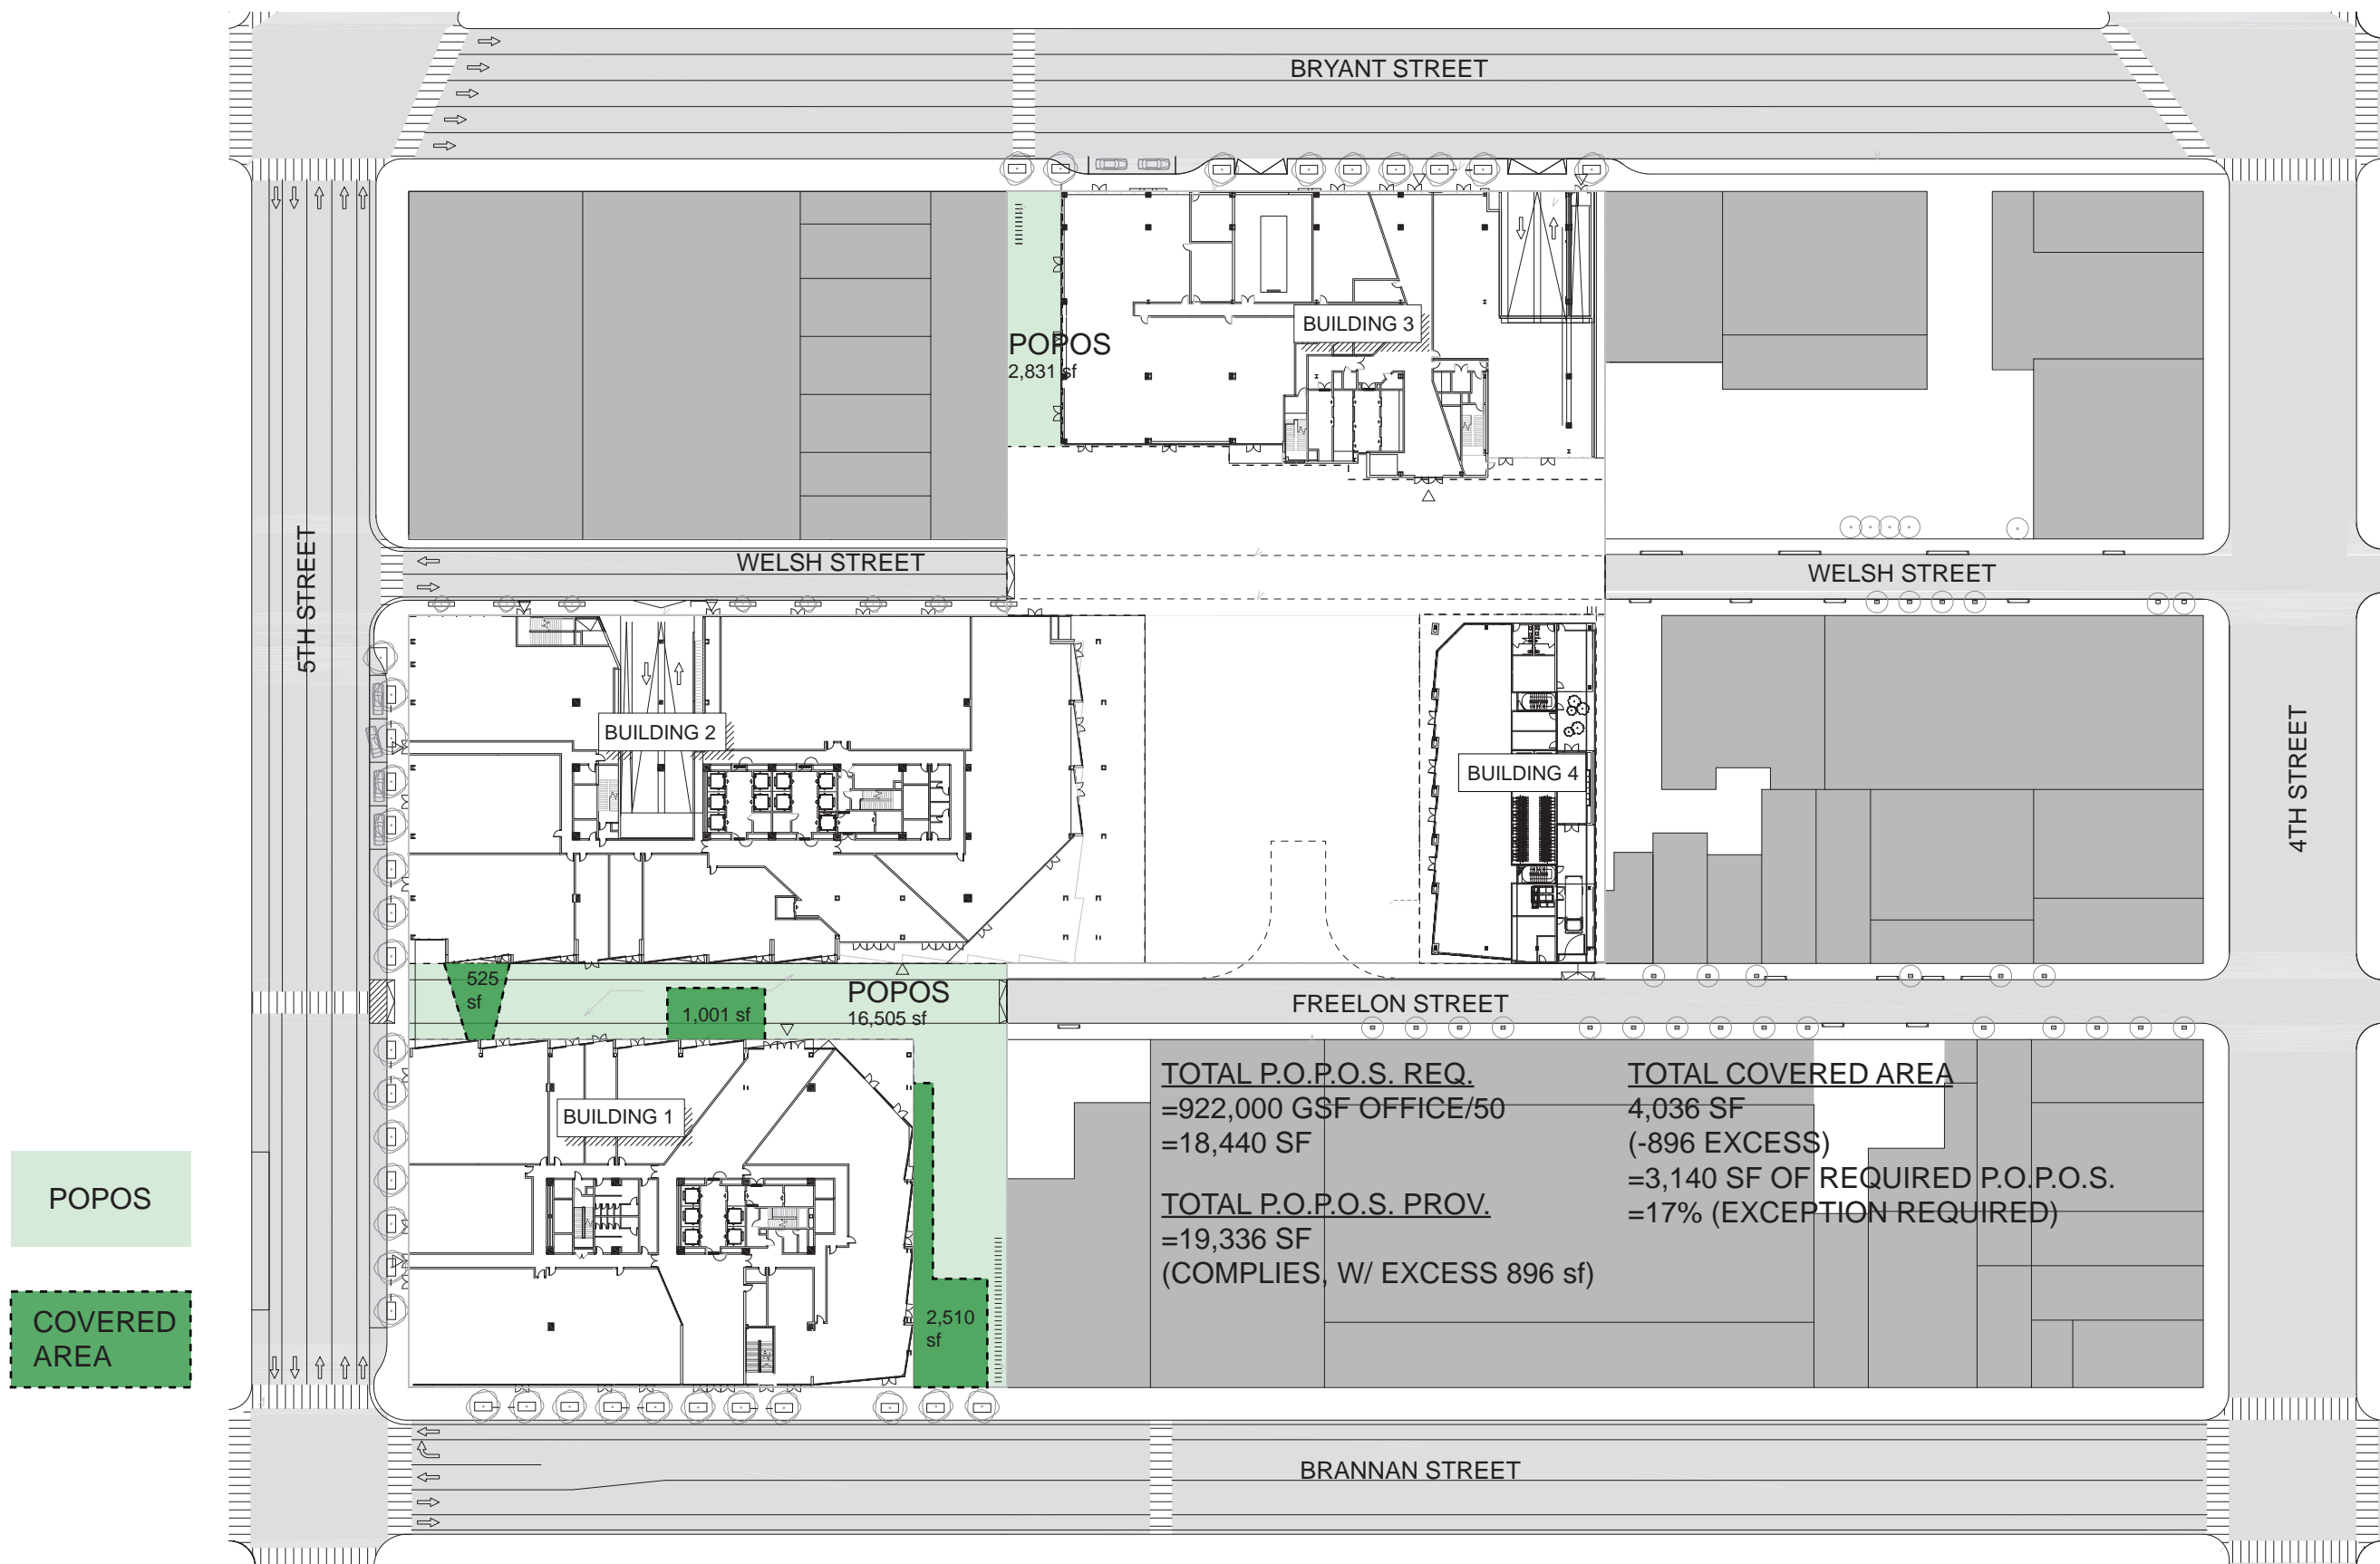 BRYANT STREET
BUILDING 3
POPOS
2,831 sf
5TH STREET
WELSH STREET
WELSH STREET
BUILDING 2
BUILDING 4
4TH STREET
525
sf
1,001 sf
POPOS
16,505 sf
FREELON STREET
BUILDING 1
TOTAL P.O.P.O.S. REQ.
=922,000 GSF OFFICE/50
=18,440 SF
TOTAL P.O.P.O.S. PROV.
=19,336 SF
(COMPLIES, W/ EXCESS 896 sf)
TOTAL COVERED AREA
4,036 SF
(-896 EXCESS)
=3,140 SF OF REQUIRED P.O.P.O.S.
=17% (EXCEPTION REQUIRED)
POPOS
COVERED
AREA
2,510
sf
BRANNAN STREET